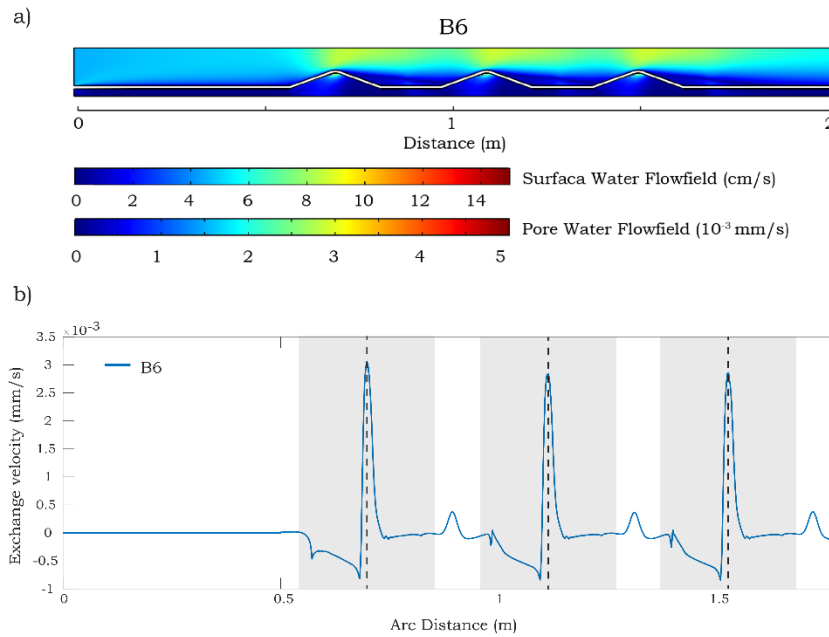 a)
B6
0 1 2
Distance (m)
0 2 4 6 8 10 12 14 Surfaca Water Flowfield (cm/s)
0 1 2 3 4 5 Pore Water Flowfield (10⁻³ mm/s)
b)
×10⁻³
3.5
3
2.5
2
1.5
1
0.5
0
-0.5
-1
Exchange velocity (mm/s)
B6
0 0.5 1 1.5
Arc Distance (m)